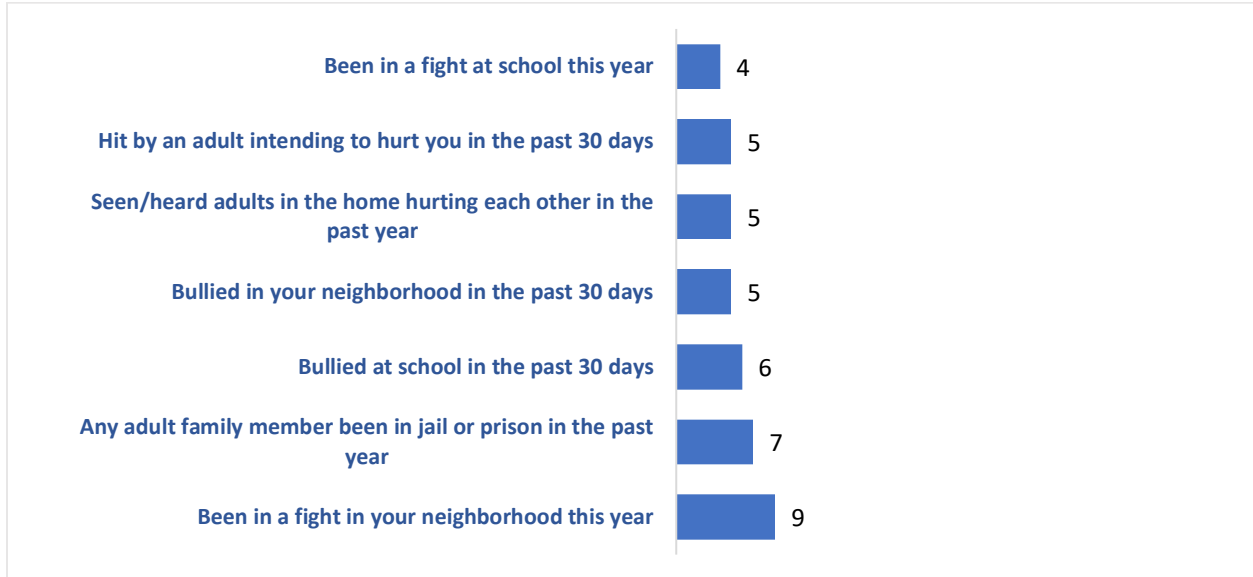 Been in a fight at school this year 4
Hit by an adult intending to hurt you in the past 30 days 5
Seen/heard adults in the home hurting each other in the
past year 5
Bullied in your neighborhood in the past 30 days 5
Bullied at school in the past 30 days 6
Any adult family member been in jail or prison in the past
year 7
Been in a fight in your neighborhood this year 9